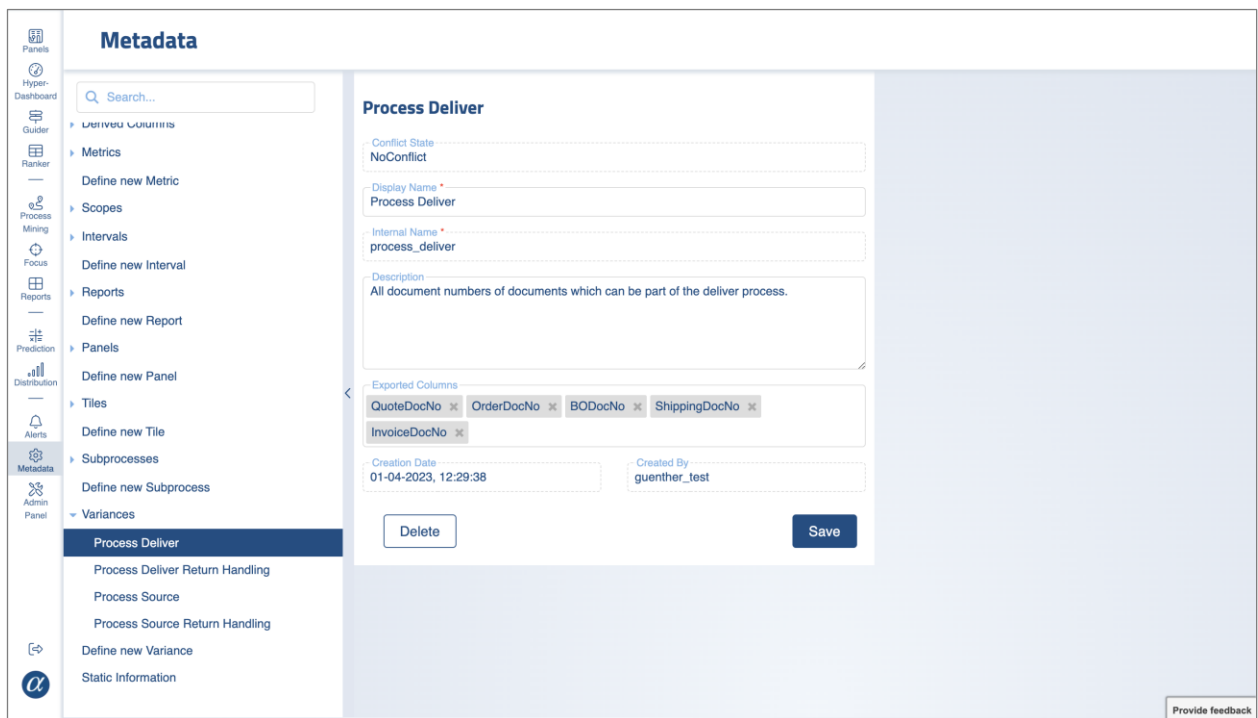 Metadata
Panels
Hyper-
Dashboard
Guider
Ranker
Process
Mining
Focus
Reports
Prediction
Distribution
Alerts
Metadata
Admin
Panel
α
Search...
Derived Columns
Metrics
Define new Metric
Scopes
Intervals
Define new Interval
Reports
Define new Report
Panels
Define new Panel
Tiles
Define new Tile
Subprocesses
Define new Subprocess
Variances
Process Deliver
Process Deliver Return Handling
Process Source
Process Source Return Handling
Define new Variance
Static Information
Process Deliver
Conflict State
NoConflict
Display Name *
Process Deliver
Internal Name *
process_deliver
Description
All document numbers of documents which can be part of the deliver process.
Exported Columns
QuoteDocNo × OrderDocNo × BODocNo × ShippingDocNo ×
InvoiceDocNo ×
Creation Date Created By
01-04-2023, 12:29:38 guenther_test
Delete Save
Provide feedback